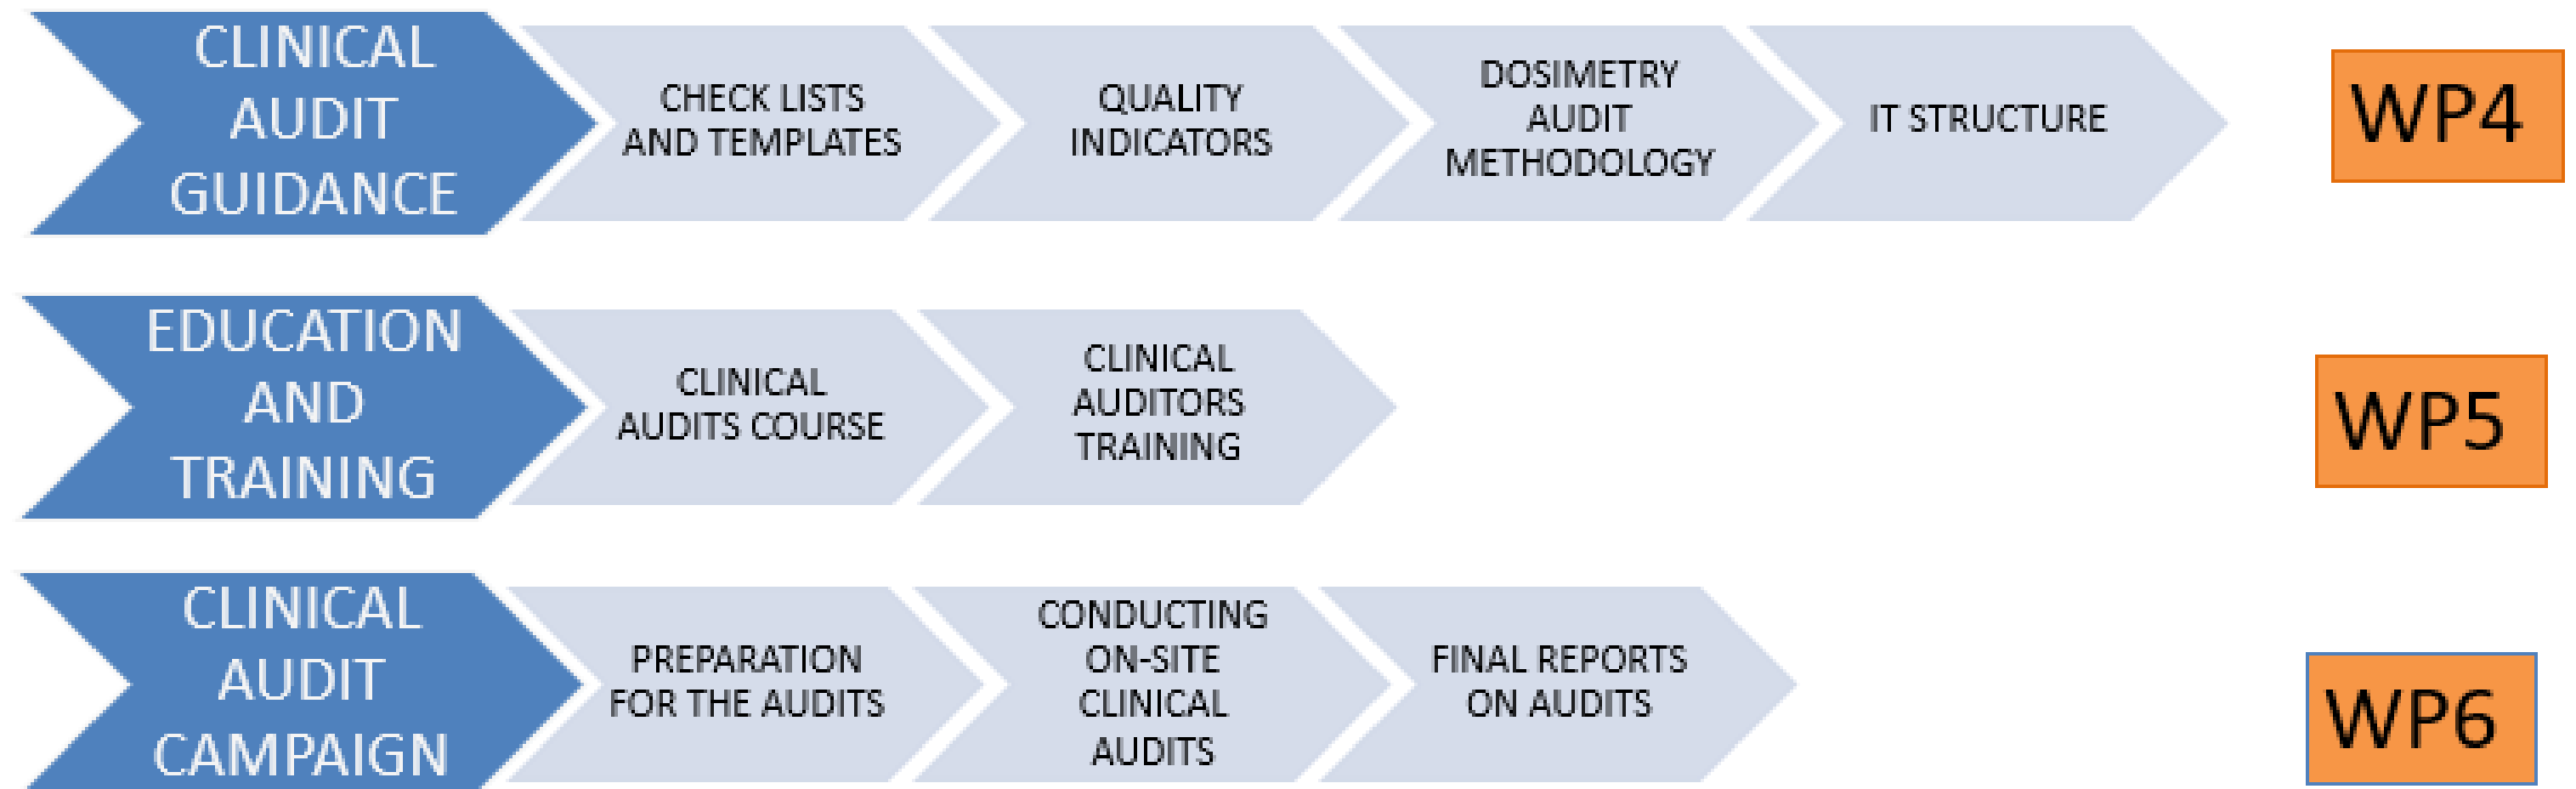 CLINICAL
AUDIT
GUIDANCE
CHECK LISTS
AND TEMPLATES
QUALITY
INDICATORS
DOSIMETRY
AUDIT
METHODOLOGY
IT STRUCTURE
WP4
EDUCATION
AND
TRAINING
CLINICAL
AUDITS COURSE
CLINICAL
AUDITORS
TRAINING
WP5
CLINICAL
AUDIT
CAMPAIGN
PREPARATION
FOR THE AUDITS
CONDUCTING
ON-SITE
CLINICAL
AUDITS
FINAL REPORTS
ON AUDITS
WP6